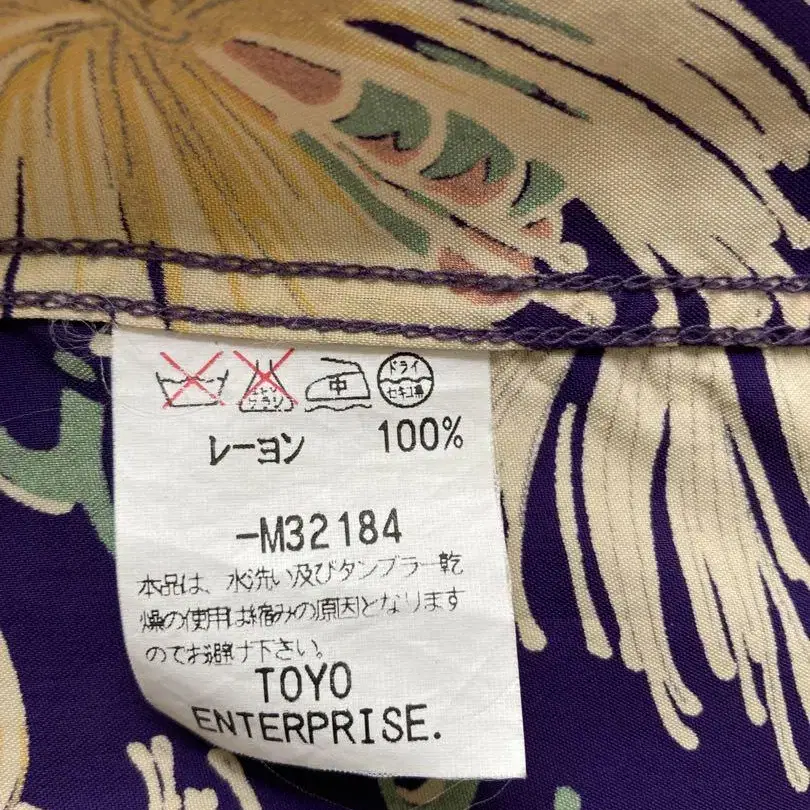 エンソ サラシ 中 ドライ
セキユ系
レーヨン 100%
-M32184
本品は、水洗い及びタンブラー乾
燥の使用は縮みの原因となります
のでお避け下さい。
TOYO
ENTERPRISE.